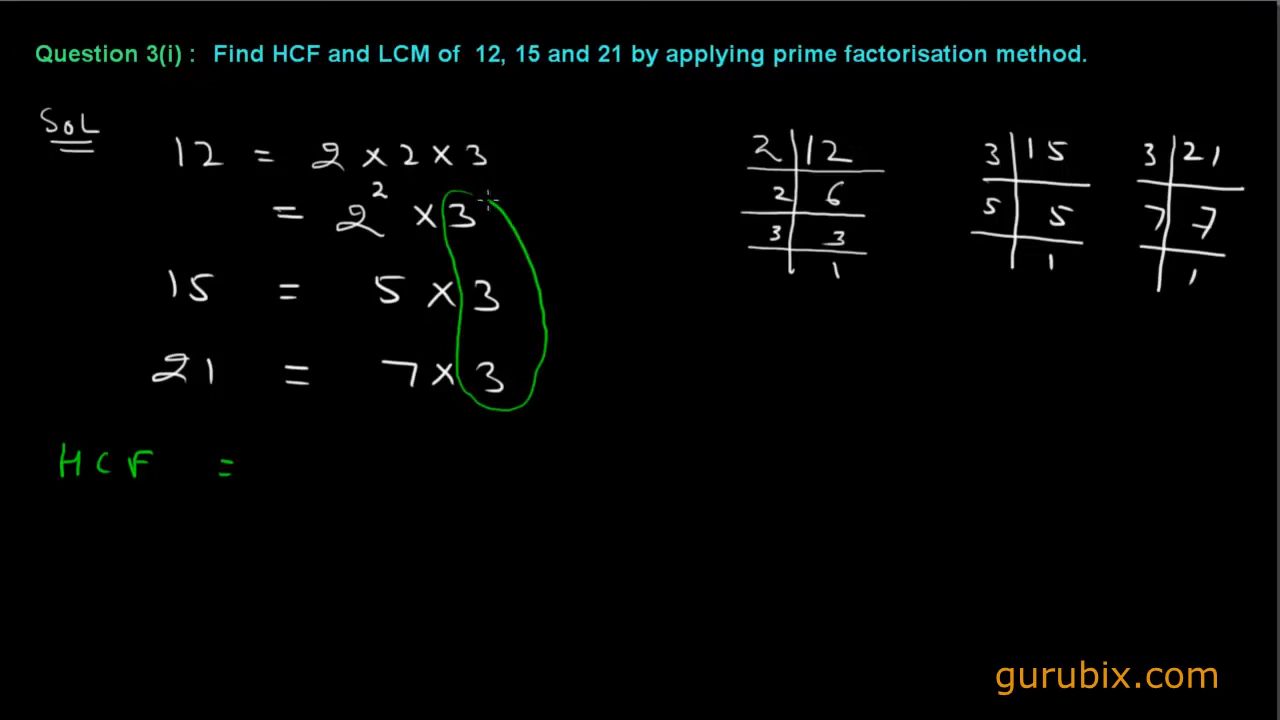 Question 3(i) : Find HCF and LCM of 12, 15 and 21 by applying prime factorisation method.
SOL
12 = 2 × 2 × 3
= 2² × 3
15 = 5 × 3
21 = 7 × 3
HCF =
2 | 12
2 | 6
3 | 3
1
3 | 15
5 | 5
1
3 | 21
7 | 7
1
gurubix.com